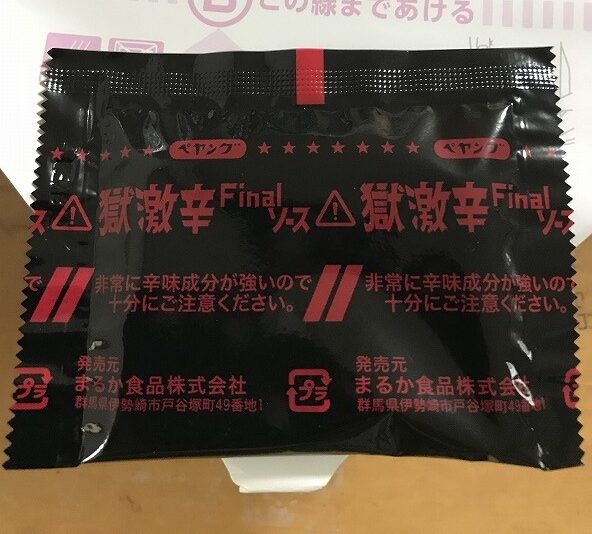 この線まであける
ペヤング ペヤング
ソース ⚠ 獄激辛 Final ソース ⚠ 獄激辛 Final ソース
非常に辛味成分が強いので 非常に辛味成分が強いので
十分にご注意ください。 十分にご注意ください。
発売元 発売元
プラ まるか食品株式会社 プラ まるか食品株式会社
群馬県伊勢崎市戸谷塚町49番地1 群馬県伊勢崎市戸谷塚町49番地1